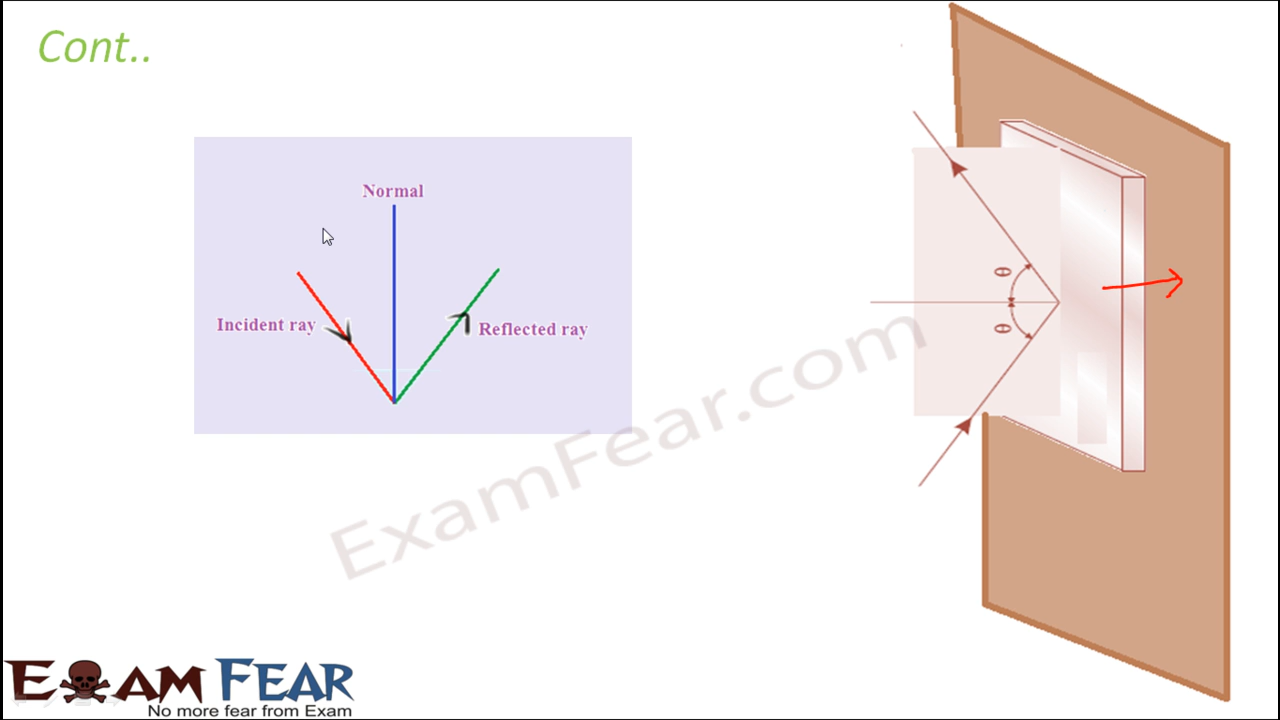 Cont..
Normal
Incident ray
Reflected ray
θ
θ
ExamFear.com
EXAM FEAR
No more fear from Exam